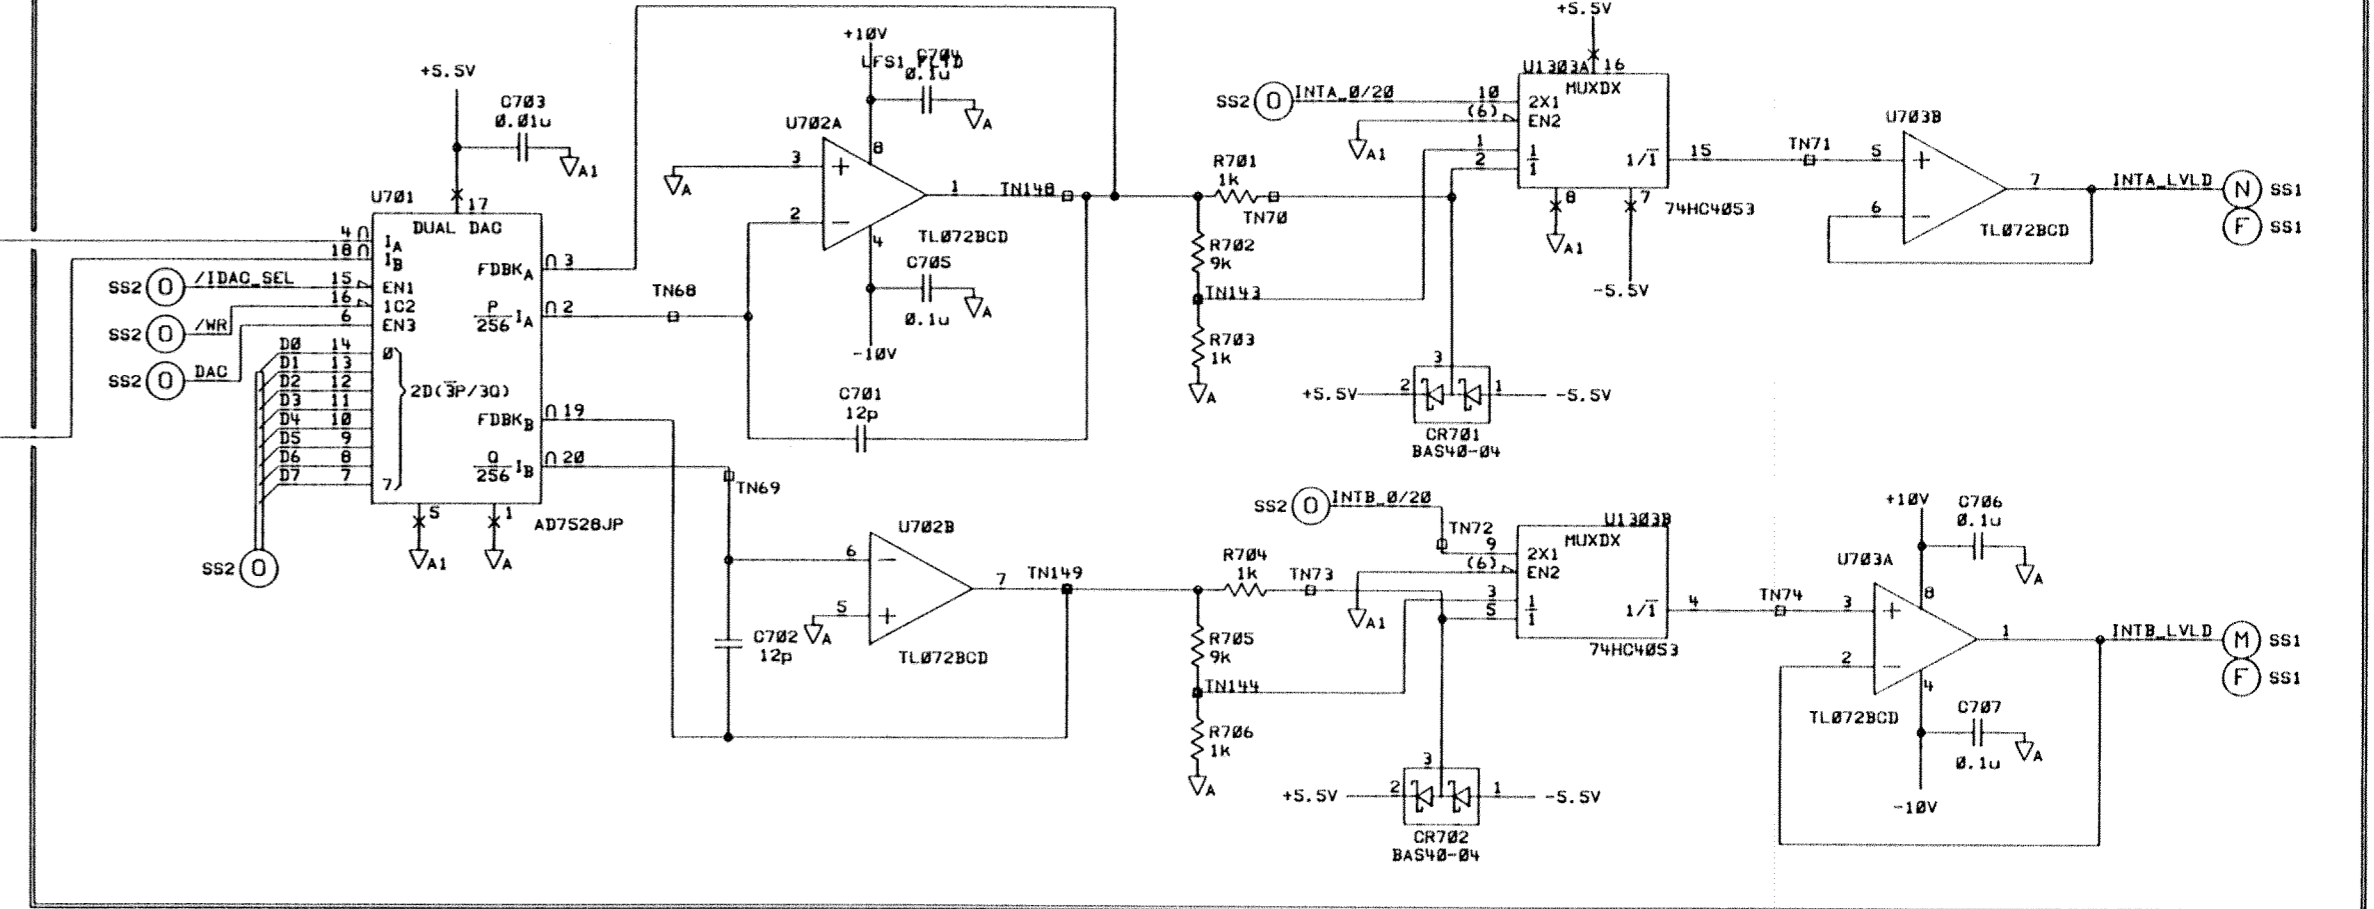 +5.5V
C703
0.01u
A1
U701
17
DUAL DAC
4
IA
18
IB
SS2 O /IDAC_SEL 15 EN1
16 1C2
SS2 O /WR
6 EN3
SS2 O DAC
D0 14 0
D1 13
D2 12
D3 11
D4 10
D5 9
D6 8
D7 7 7
2D(3P/3Q)
FDBKA 3
P
256 IA 2
FDBKB 19
Q
256 IB 20
5
A1
1
A
AD7528JP
SS2 O
TN68
TN69
+10V
C704
0.1u
A
U702A
3 +
A
2 -
8
1
4
TN148
TL072BCD
C705
0.1u
A
-10V
C701
12p
U702B
6 -
5 +
A
7
TN149
TL072BCD
C702
12p
R701
1k
TN70
R702
9k
TN143
R703
1k
A
+5.5V
SS2 O INTA_0/20
U1303A
16
MUXDX
10 2X1
(6) EN2
A1
1 1
2 1
1/1 15
8
A1
7
-5.5V
74HC4053
3
+5.5V 2
1 -5.5V
CR701
BAS40-04
TN71
U703B
5 +
6 -
7
TL072BCD
INTA_LVLD
N SS1
F SS1
SS2 O INTB_0/20
TN72
U1303B
MUXDX
9 2X1
(6) EN2
A1
3 1
5 1
1/1 4
74HC4053
R704
1k
TN73
R705
9k
TN144
R706
1k
A
3
+5.5V 2
1 -5.5V
CR702
BAS40-04
TN74
+10V
C706
0.1u
A
U703A
8
3 +
2 -
1
4
TL072BCD
C707
0.1u
A
-10V
INTB_LVLD
M SS1
F SS1